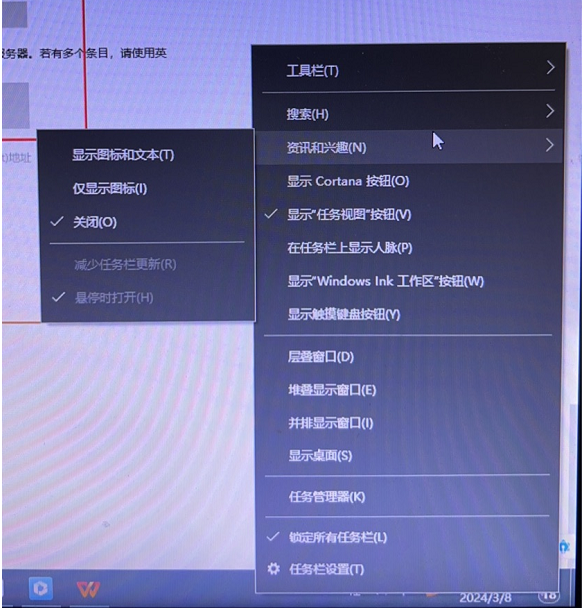 服务器。若有多个条目，请使用英
地址
显示图标和文本(T)
仅显示图标(I)
关闭(O)
减少任务栏更新(R)
悬停时打开(H)
工具栏(T)
搜索(H)
资讯和兴趣(N)
显示 Cortana 按钮(O)
显示"任务视图"按钮(V)
在任务栏上显示人脉(P)
显示"Windows Ink 工作区"按钮(W)
显示触摸键盘按钮(Y)
层叠窗口(D)
堆叠显示窗口(E)
并排显示窗口(I)
显示桌面(S)
任务管理器(K)
锁定所有任务栏(L)
任务栏设置(T)
2024/3/8
18